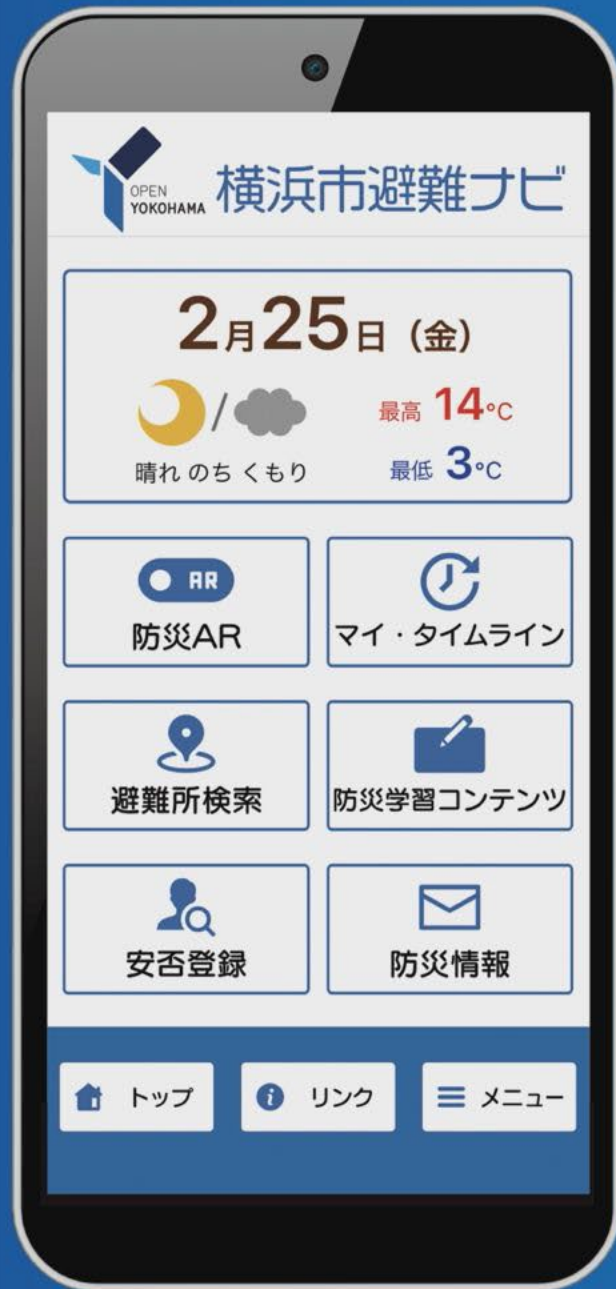 OPEN
YOKOHAMA
横浜市避難ナビ
2月25日（金）
最高 14℃
晴れ のち くもり
最低 3℃
AR
防災AR
マイ・タイムライン
避難所検索
防災学習コンテンツ
安否登録
防災情報
トップ
リンク
メニュー